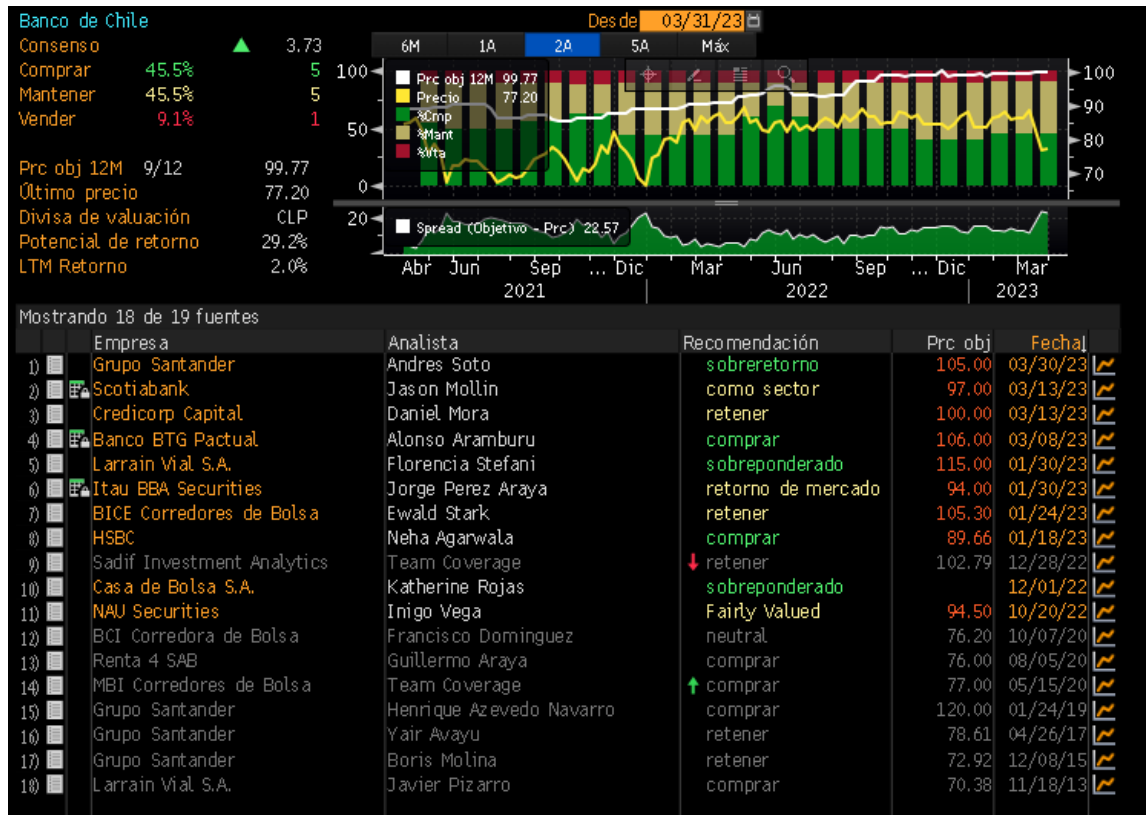 Banco de Chile Desde 03/31/23
Consenso 3.73
Comprar 45.5% 5
Mantener 45.5% 5
Vender 9.1% 1
Prc obj 12M 9/12 99.77
Último precio 77.20
Divisa de valuación CLP
Potencial de retorno 29.2%
LTM Retorno 2.0%
6M 1A 2A 5A Máx
Prc obj 12M 99.77
Precio 77.20
%Cmp
%Mant
%Vta
100
50
0
100
90
80
70
20
Spread (Objetivo - Prc) 22.57
Abr Jun Sep ... Dic Mar Jun Sep ... Dic Mar
2021 2022 2023
Mostrando 18 de 19 fuentes
Empresa Analista Recomendación Prc obj Fecha
1) Grupo Santander Andres Soto sobreretorno 105.00 03/30/23
2) Scotiabank Jason Mollin como sector 97.00 03/13/23
3) Credicorp Capital Daniel Mora retener 100.00 03/13/23
4) Banco BTG Pactual Alonso Aramburu comprar 106.00 03/08/23
5) Larrain Vial S.A. Florencia Stefani sobreponderado 115.00 01/30/23
6) Itau BBA Securities Jorge Perez Araya retorno de mercado 94.00 01/30/23
7) BICE Corredores de Bolsa Ewald Stark retener 105.30 01/24/23
8) HSBC Neha Agarwala comprar 89.66 01/18/23
9) Sadif Investment Analytics Team Coverage retener 102.79 12/28/22
10) Casa de Bolsa S.A. Katherine Rojas sobreponderado 12/01/22
11) NAU Securities Inigo Vega Fairly Valued 94.50 10/20/22
12) BCI Corredora de Bolsa Francisco Dominguez neutral 76.20 10/07/20
13) Renta 4 SAB Guillermo Araya comprar 76.00 08/05/20
14) MBI Corredores de Bolsa Team Coverage comprar 77.00 05/15/20
15) Grupo Santander Henrique Azevedo Navarro comprar 120.00 01/24/19
16) Grupo Santander Yair Avayu retener 78.61 04/26/17
17) Grupo Santander Boris Molina retener 72.92 12/08/15
18) Larrain Vial S.A. Javier Pizarro comprar 70.38 11/18/13